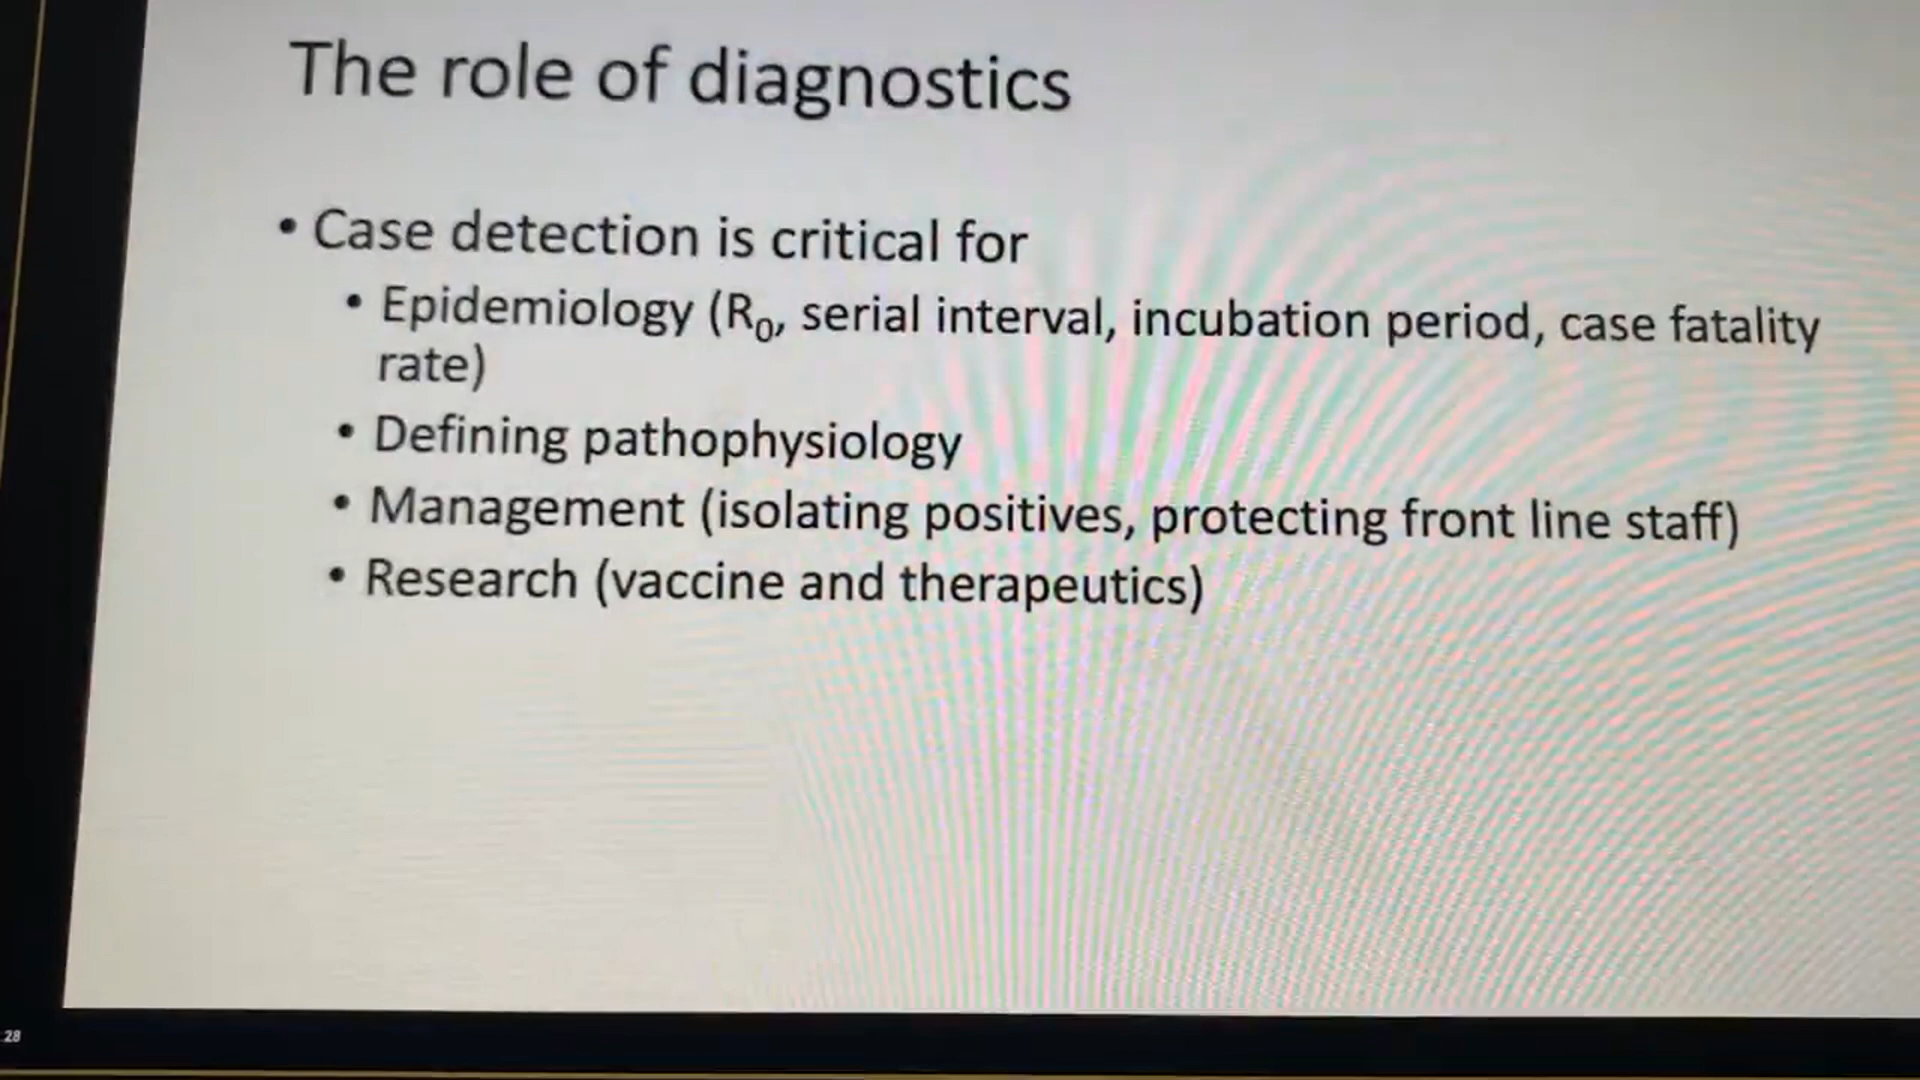 The role of diagnostics
• Case detection is critical for
• Epidemiology (R₀, serial interval, incubation period, case fatality
rate)
• Defining pathophysiology
• Management (isolating positives, protecting front line staff)
• Research (vaccine and therapeutics)
28